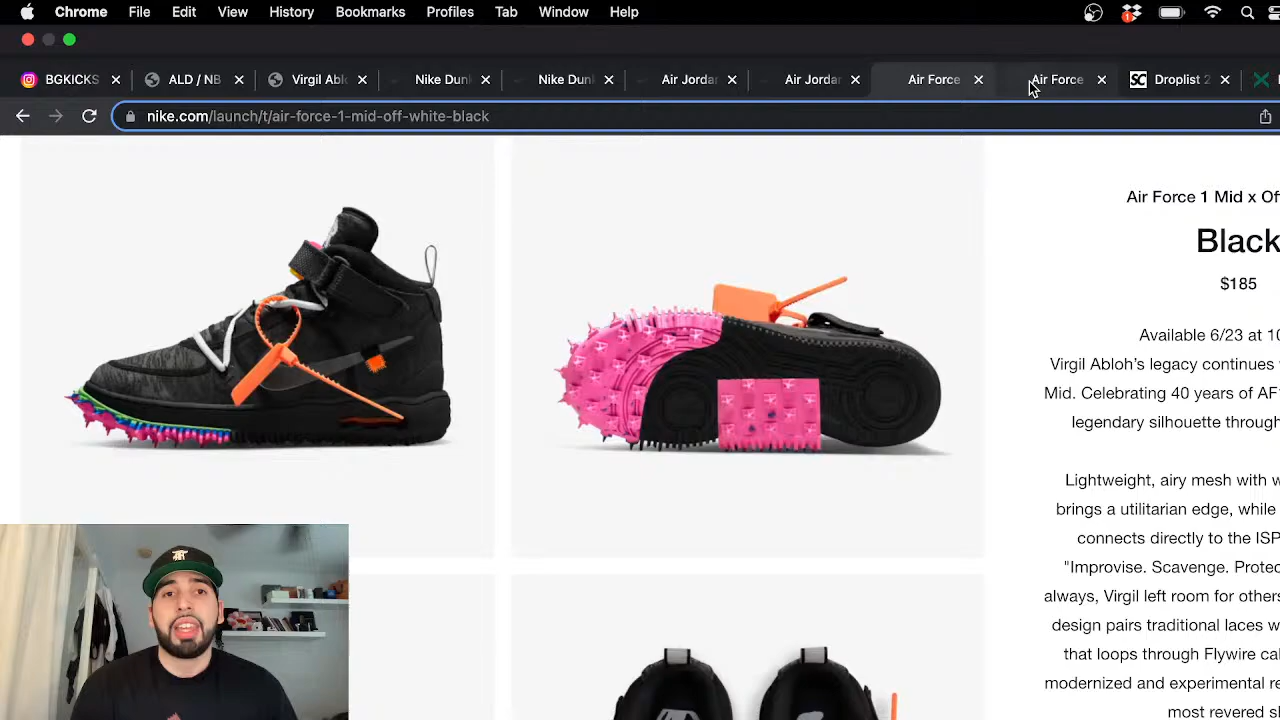 Chrome File Edit View History Bookmarks Profiles Tab Window Help
BGKICKS ALD / NB Virgil Abl Nike Dun Nike Dun Air Jorda Air Jorda Air Force Air Force SC Droplist 2
nike.com/launch/t/air-force-1-mid-off-white-black
Air Force 1 Mid x Of
Black
$185
Available 6/23 at 10
Virgil Abloh's legacy continues
Mid. Celebrating 40 years of AF
legendary silhouette through
Lightweight, airy mesh with
brings a utilitarian edge, while
connects directly to the ISP
"Improvise. Scavenge. Protec
always, Virgil left room for others
design pairs traditional laces w
that loops through Flywire ca
modernized and experimental re
most revered s